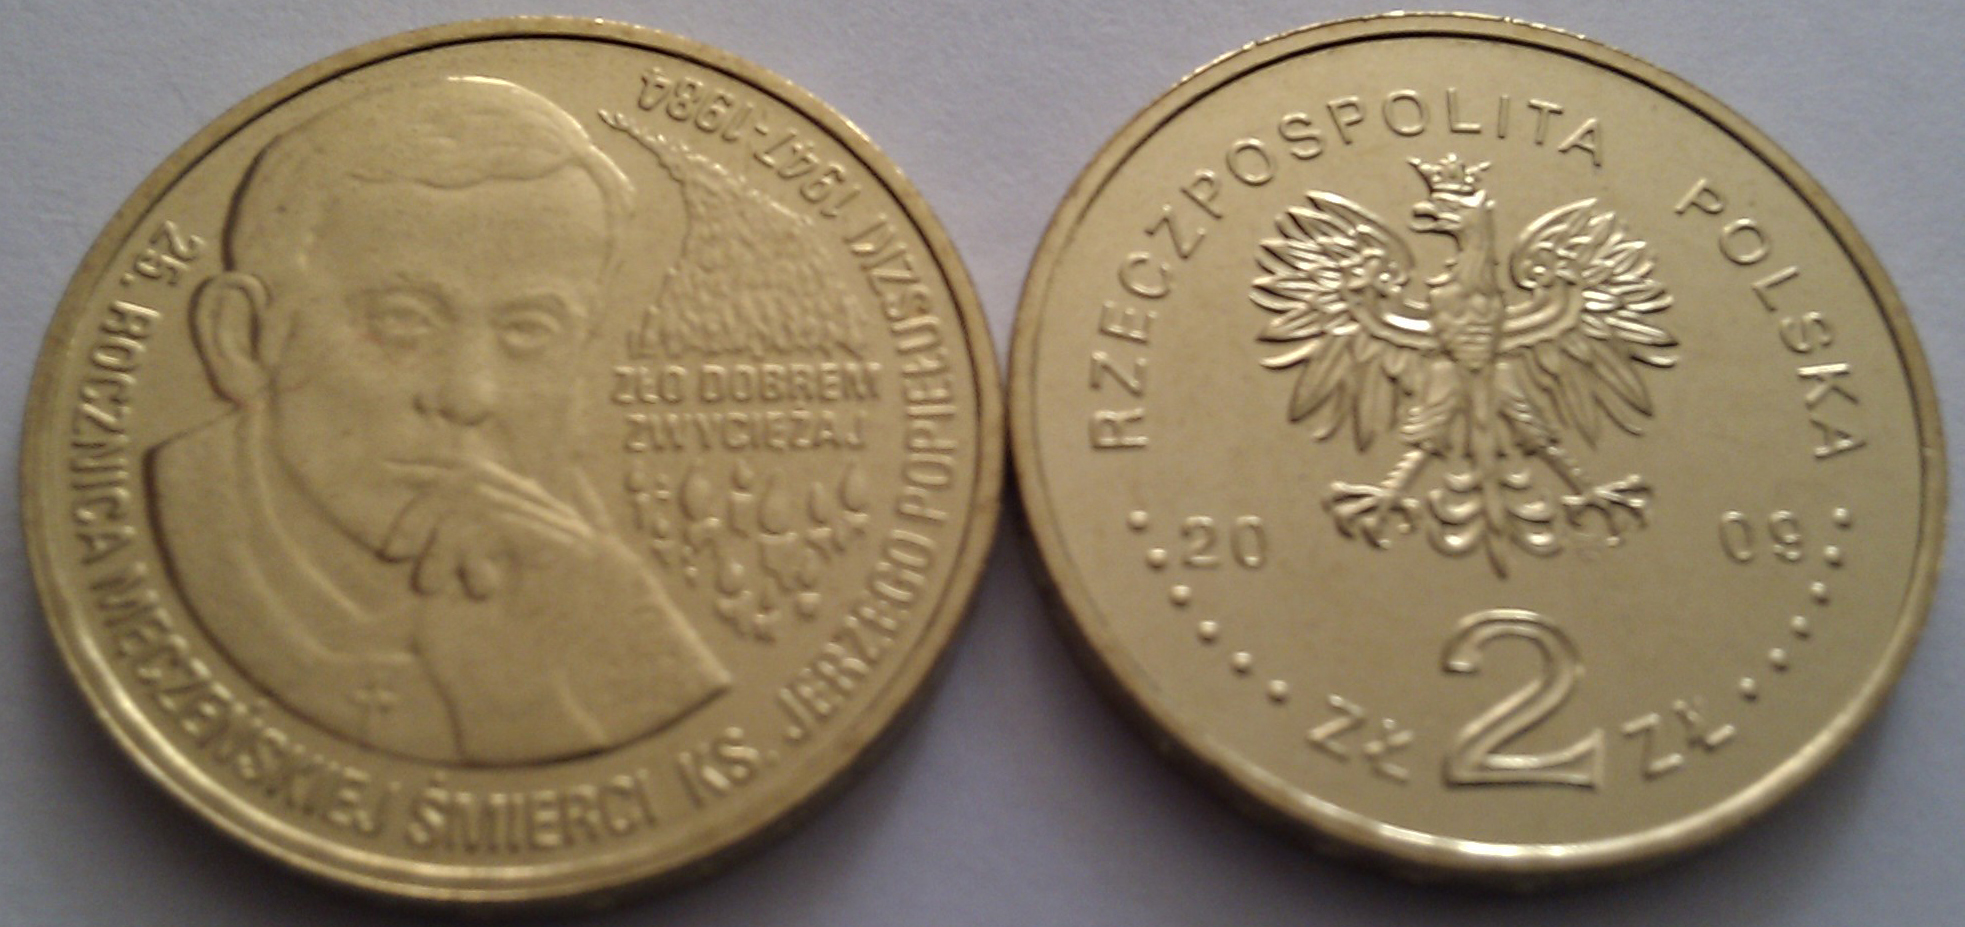 25. ROCZNICA MĘCZEŃSKIEJ ŚMIERCI KS. JERZEGO POPIEŁUSZKI 1947-1984
ZŁO DOBREM
ZWYCIĘŻAJ
RZECZPOSPOLITA POLSKA
20 09
ZŁ 2 ZŁ